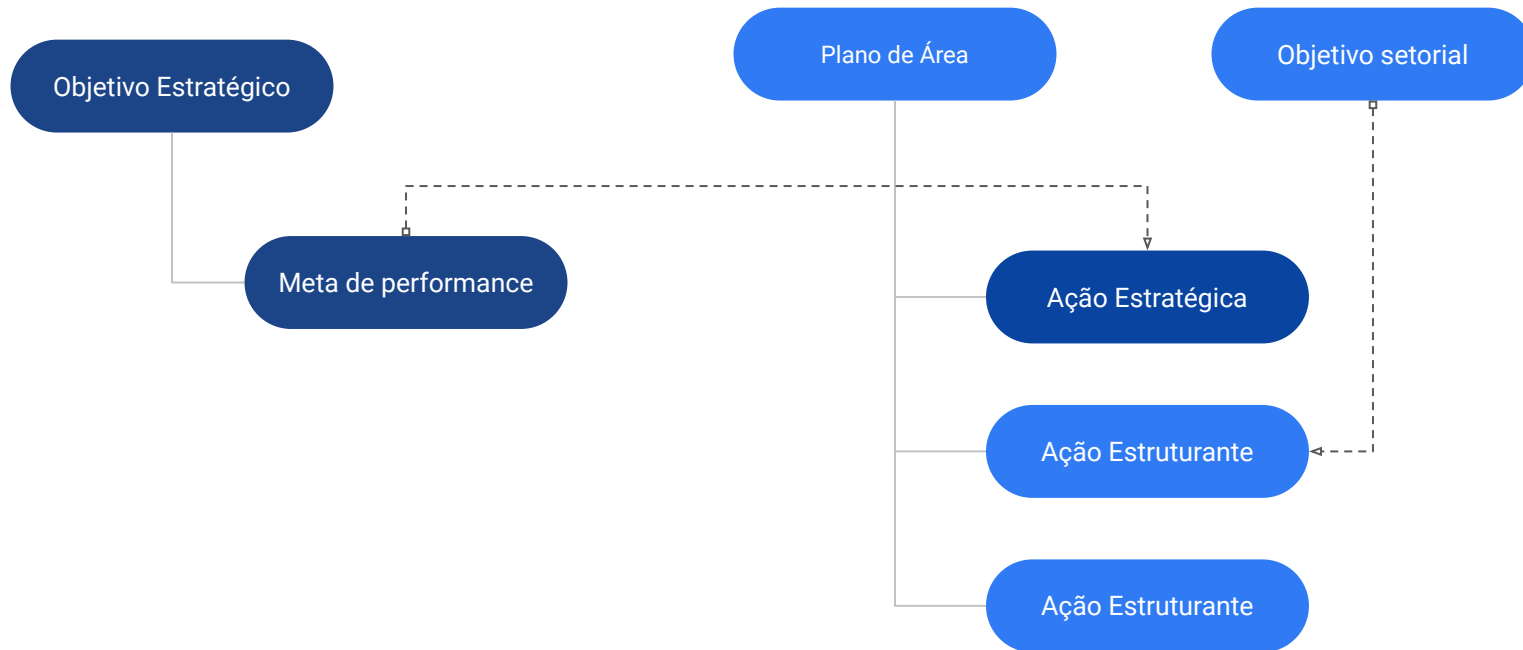 Objetivo Estratégico
Plano de Área
Objetivo setorial
Meta de performance
Ação Estratégica
Ação Estruturante
Ação Estruturante